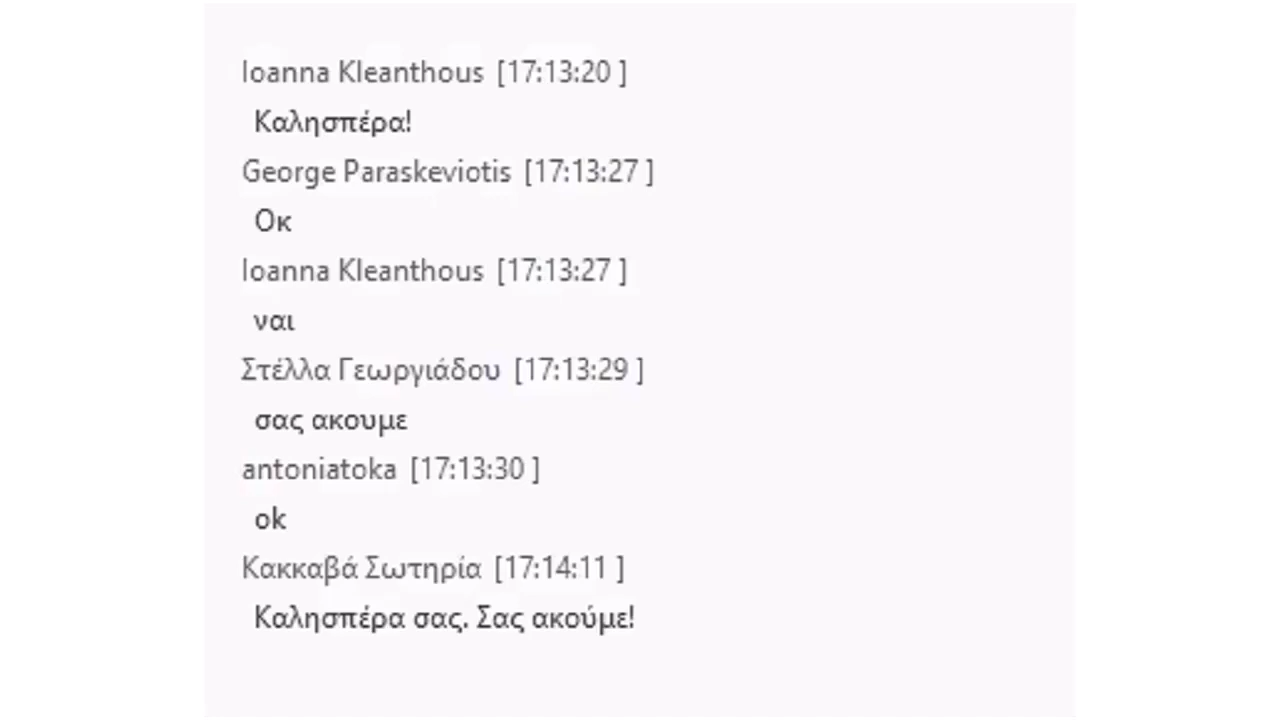 Ioanna Kleanthous [17:13:20 ]
Καλησπέρα!
George Paraskeviotis [17:13:27 ]
Οκ
Ioanna Kleanthous [17:13:27 ]
ναι
Στέλλα Γεωργιάδου [17:13:29 ]
σας ακουμε
antoniatoka [17:13:30 ]
ok
Κακκαβά Σωτηρία [17:14:11 ]
Καλησπέρα σας. Σας ακούμε!